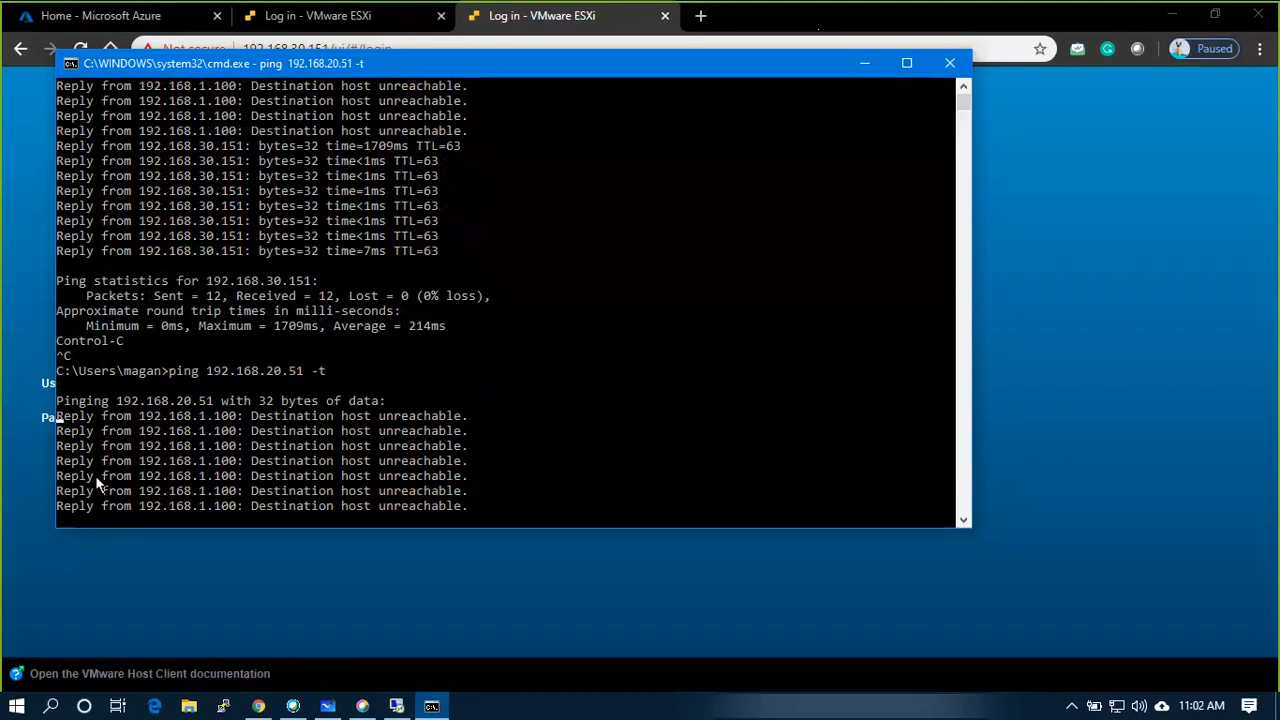 Home - Microsoft Azure
Log in - VMware ESXi
Log in - VMware ESXi
Not secure 192.168.30.151/ui/#/login
Paused
C:\WINDOWS\system32\cmd.exe - ping 192.168.20.51 -t
Reply from 192.168.1.100: Destination host unreachable.
Reply from 192.168.1.100: Destination host unreachable.
Reply from 192.168.1.100: Destination host unreachable.
Reply from 192.168.1.100: Destination host unreachable.
Reply from 192.168.30.151: bytes=32 time=1709ms TTL=63
Reply from 192.168.30.151: bytes=32 time<1ms TTL=63
Reply from 192.168.30.151: bytes=32 time<1ms TTL=63
Reply from 192.168.30.151: bytes=32 time=1ms TTL=63
Reply from 192.168.30.151: bytes=32 time<1ms TTL=63
Reply from 192.168.30.151: bytes=32 time<1ms TTL=63
Reply from 192.168.30.151: bytes=32 time<1ms TTL=63
Reply from 192.168.30.151: bytes=32 time=7ms TTL=63
Ping statistics for 192.168.30.151:
Packets: Sent = 12, Received = 12, Lost = 0 (0% loss),
Approximate round trip times in milli-seconds:
Minimum = 0ms, Maximum = 1709ms, Average = 214ms
Control-C
^C
C:\Users\magan>ping 192.168.20.51 -t
Us
Pinging 192.168.20.51 with 32 bytes of data:
Pa
Reply from 192.168.1.100: Destination host unreachable.
Reply from 192.168.1.100: Destination host unreachable.
Reply from 192.168.1.100: Destination host unreachable.
Reply from 192.168.1.100: Destination host unreachable.
Reply from 192.168.1.100: Destination host unreachable.
Reply from 192.168.1.100: Destination host unreachable.
Reply from 192.168.1.100: Destination host unreachable.
Open the VMware Host Client documentation
11:02 AM